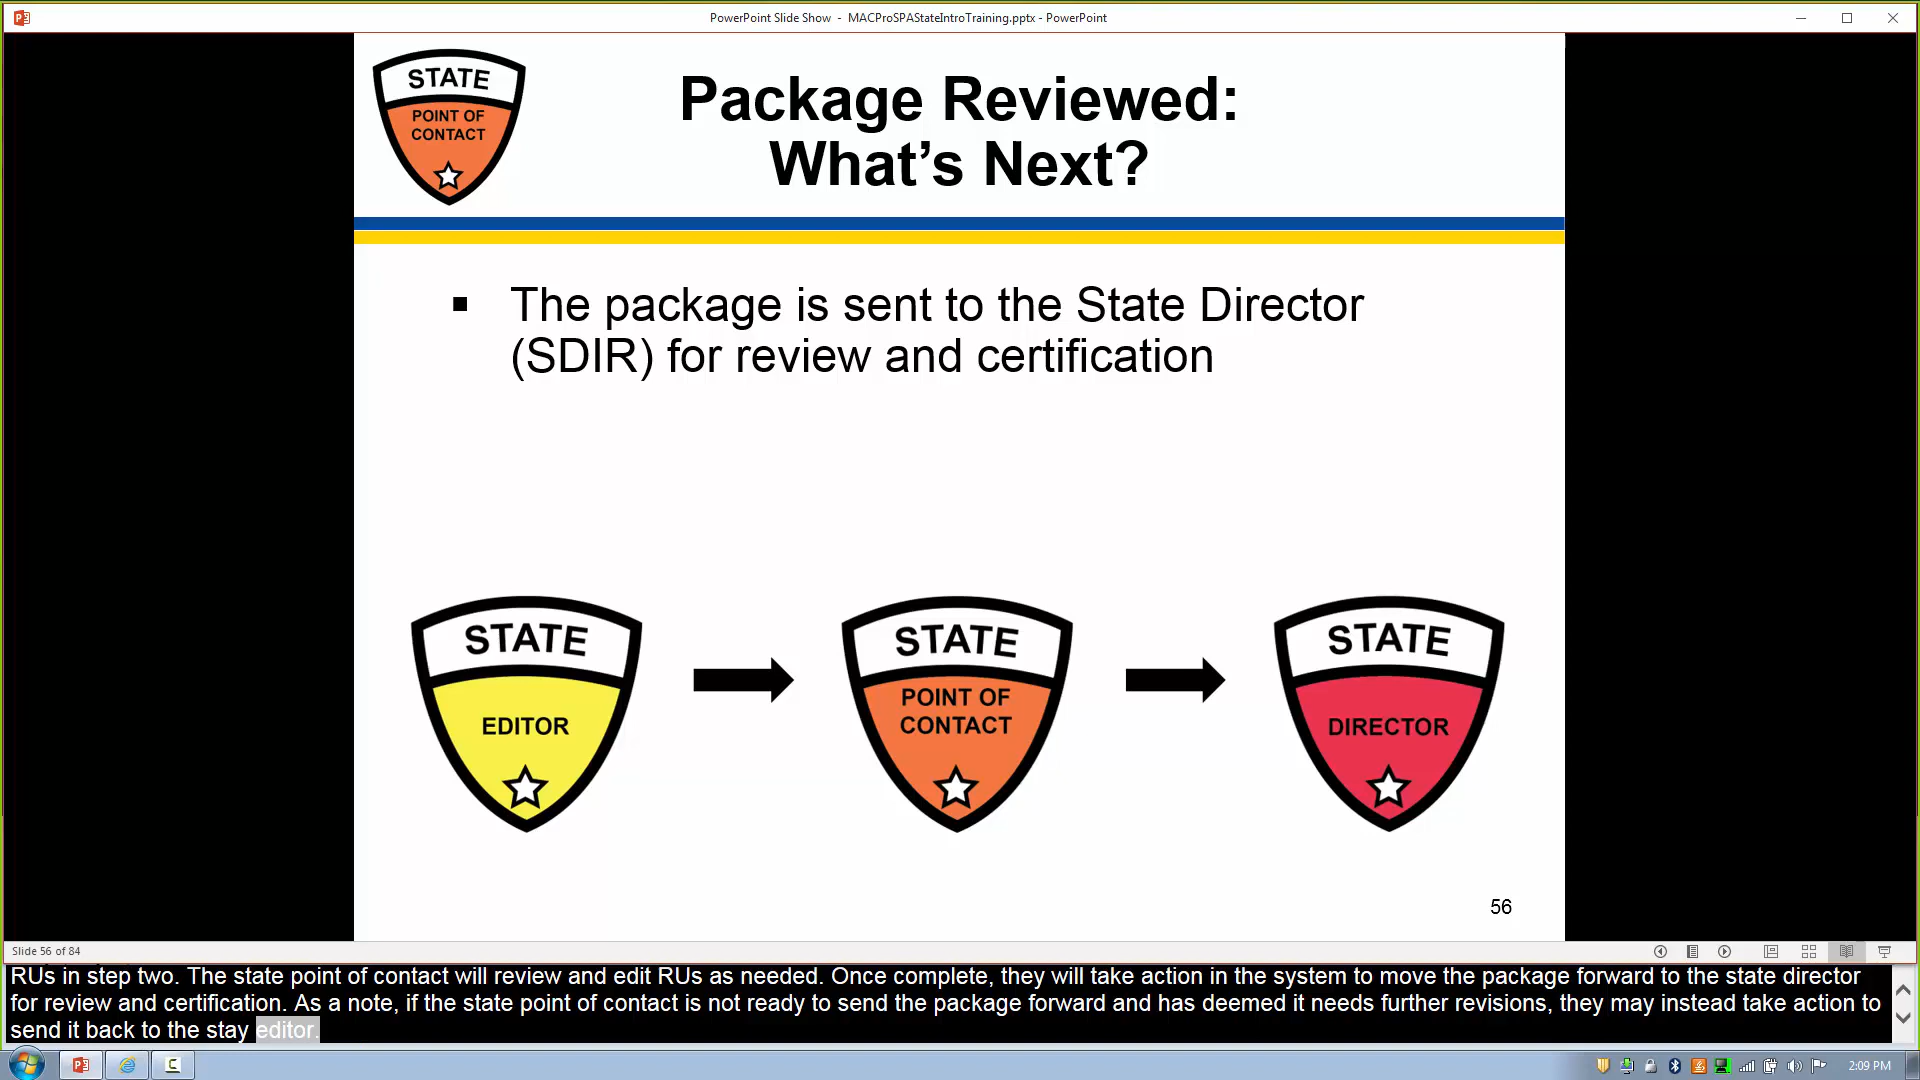 PowerPoint Slide Show - MACProSPAStateIntroTraining.pptx - PowerPoint
STATE
POINT OF
CONTACT
Package Reviewed:
What’s Next?
▪ The package is sent to the State Director
(SDIR) for review and certification
STATE
EDITOR
STATE
POINT OF
CONTACT
STATE
DIRECTOR
56
Slide 56 of 84
RUs in step two. The state point of contact will review and edit RUs as needed. Once complete, they will take action in the system to move the package forward to the state director
for review and certification. As a note, if the state point of contact is not ready to send the package forward and has deemed it needs further revisions, they may instead take action to
send it back to the stay editor.
2:09 PM